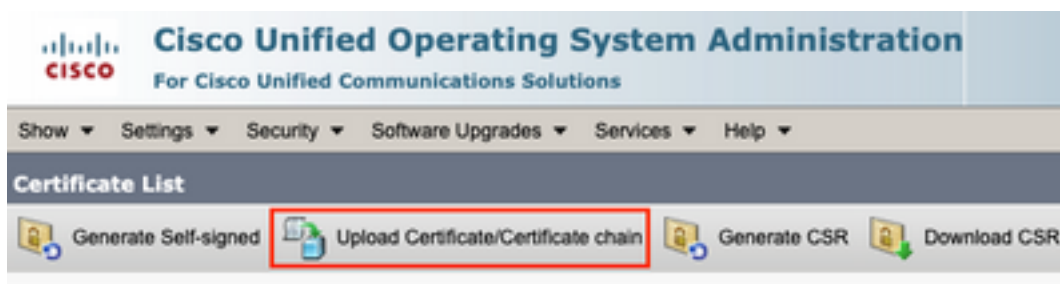 Cisco Unified Operating System Administration
CISCO
For Cisco Unified Communications Solutions
Show Settings Security Software Upgrades Services Help
Certificate List
Generate Self-signed Upload Certificate/Certificate chain Generate CSR Download CSR